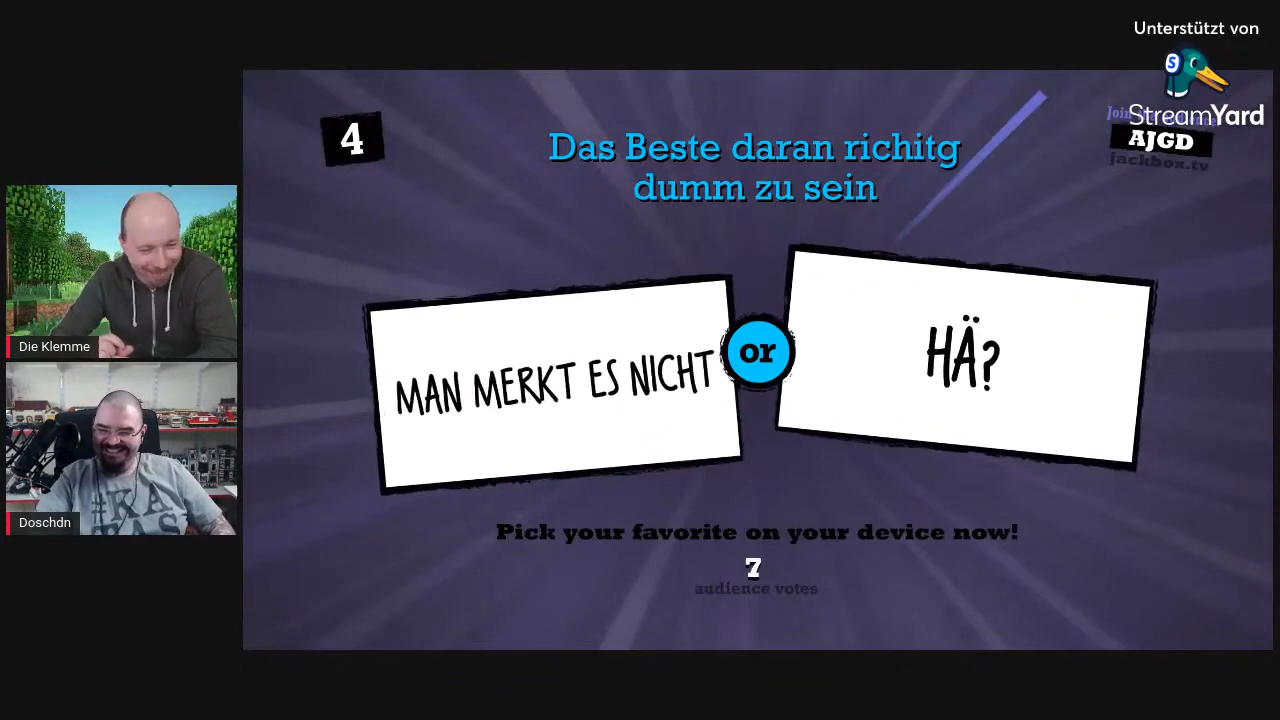 Unterstützt von
StreamYard
4
Das Beste daran richitg
dumm zu sein
AJGD
jackbox.tv
MAN MERKT ES NICHT
or
HÄ?
Die Klemme
Doschdn
#KA
Pick your favorite on your device now!
7
audience votes